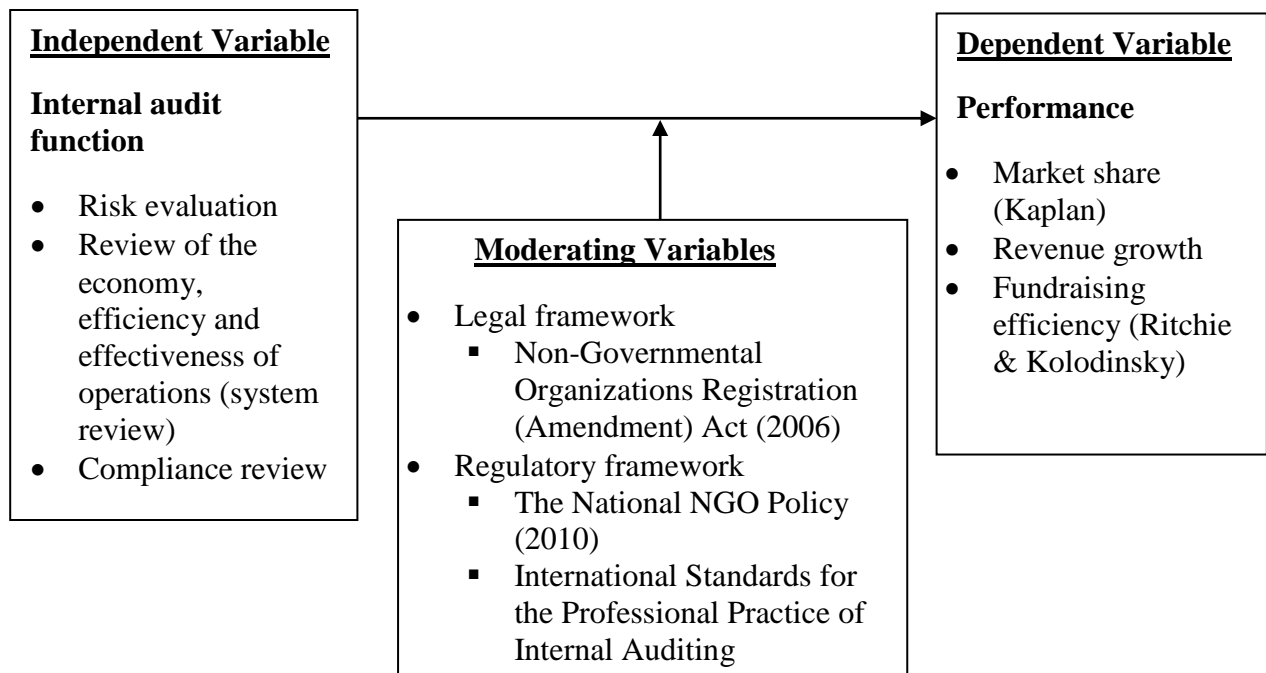 Independent Variable
Internal audit
function
• Risk evaluation
• Review of the
economy,
efficiency and
effectiveness of
operations (system
review)
• Compliance review
Moderating Variables
• Legal framework
▪ Non-Governmental
Organizations Registration
(Amendment) Act (2006)
• Regulatory framework
▪ The National NGO Policy
(2010)
▪ International Standards for
the Professional Practice of
Internal Auditing
Dependent Variable
Performance
• Market share
(Kaplan)
• Revenue growth
• Fundraising
efficiency (Ritchie
& Kolodinsky)